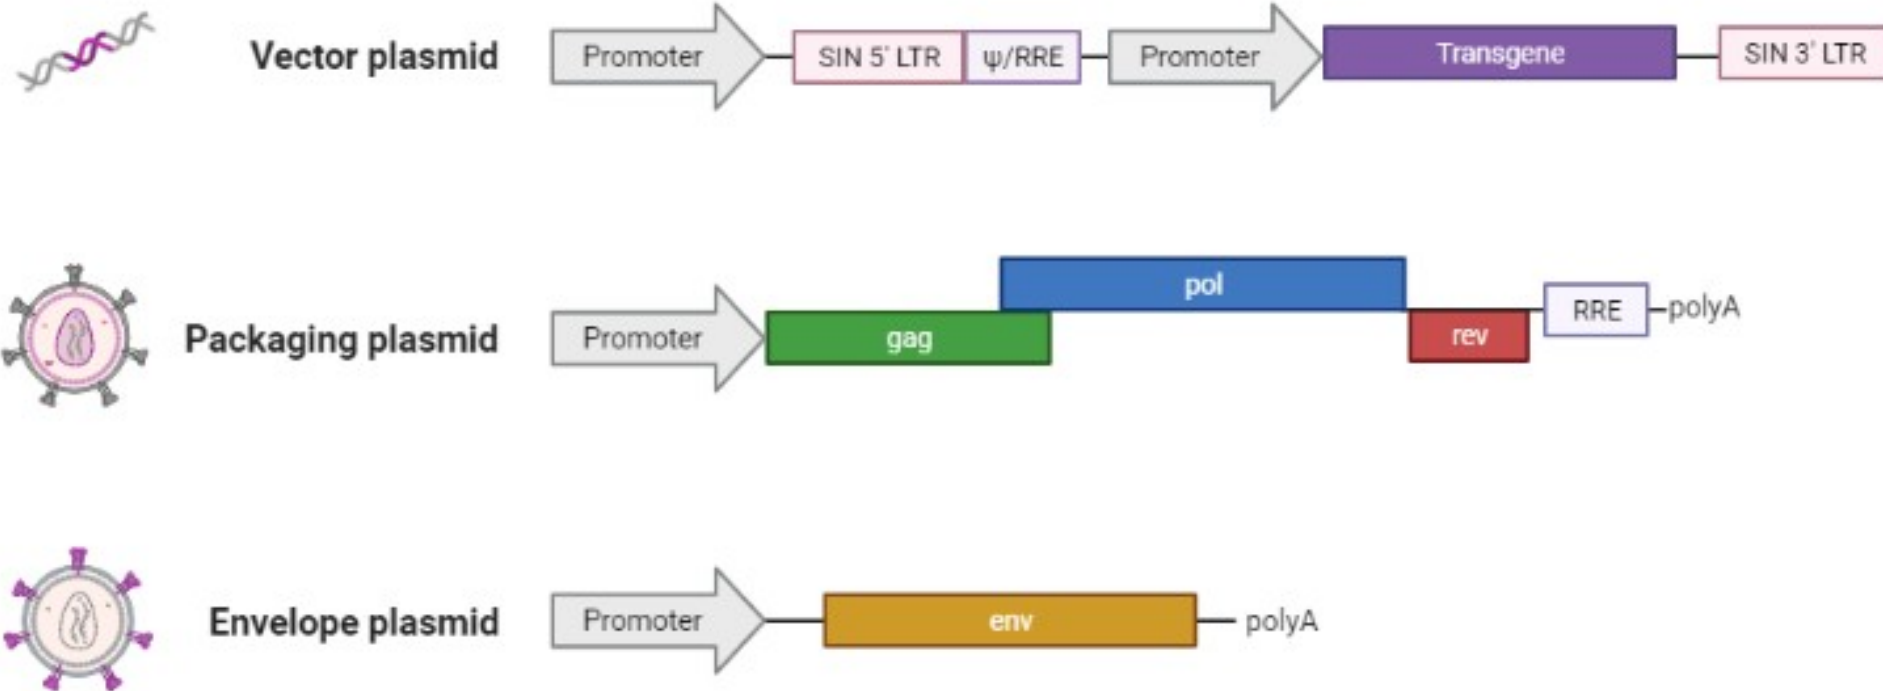 Vector plasmid
Promoter
SIN 5' LTR
ψ/RRE
Promoter
Transgene
SIN 3' LTR
Packaging plasmid
Promoter
gag
pol
rev
RRE
polyA
Envelope plasmid
Promoter
env
polyA